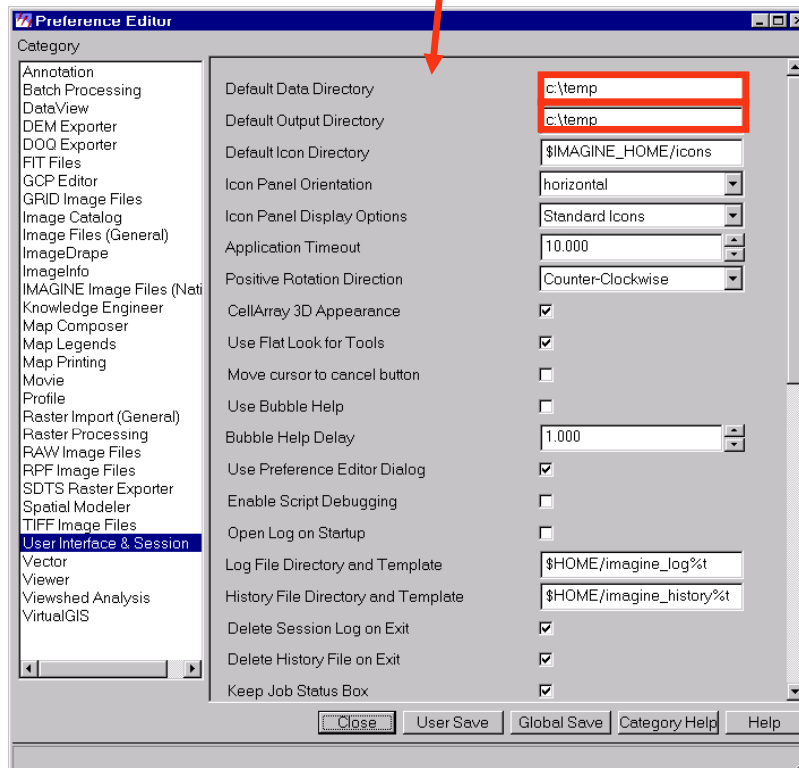 Preference Editor
Category
Annotation
Batch Processing
DataView
DEM Exporter
DOQ Exporter
FIT Files
GCP Editor
GRID Image Files
Image Catalog
Image Files (General)
ImageDrape
ImageInfo
IMAGINE Image Files (Nati
Knowledge Engineer
Map Composer
Map Legends
Map Printing
Movie
Profile
Raster Import (General)
Raster Processing
RAW Image Files
RPF Image Files
SDTS Raster Exporter
Spatial Modeler
TIFF Image Files
User Interface & Session
Vector
Viewer
Viewshed Analysis
VirtualGIS
Default Data Directory c:\temp
Default Output Directory c:\temp
Default Icon Directory $IMAGINE_HOME/icons
Icon Panel Orientation horizontal
Icon Panel Display Options Standard Icons
Application Timeout 10.000
Positive Rotation Direction Counter-Clockwise
CellArray 3D Appearance
Use Flat Look for Tools
Move cursor to cancel button
Use Bubble Help
Bubble Help Delay 1.000
Use Preference Editor Dialog
Enable Script Debugging
Open Log on Startup
Log File Directory and Template $HOME/imagine_log%t
History File Directory and Template $HOME/imagine_history%t
Delete Session Log on Exit
Delete History File on Exit
Keep Job Status Box
Close User Save Global Save Category Help Help